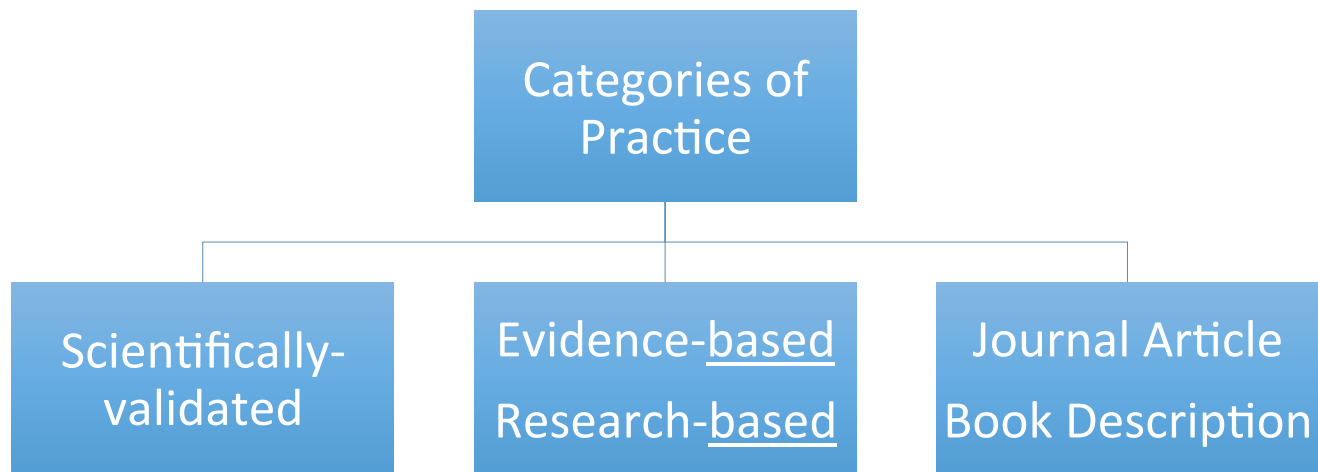 Categories of
Practice
Scientifically-
validated
Evidence-based
Research-based
Journal Article
Book Description